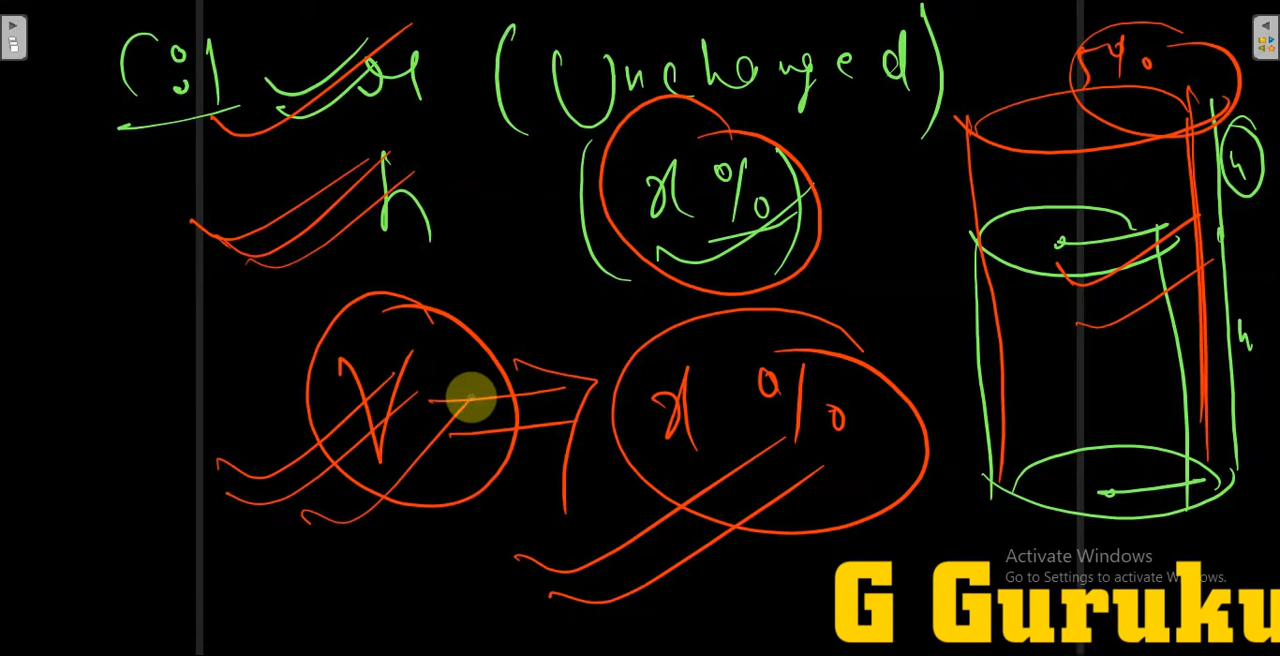 (i) r (Unchanged)
h (x %)
V x %
x %
h
h
Activate Windows
Go to Settings to activate Windows.
G Guruku